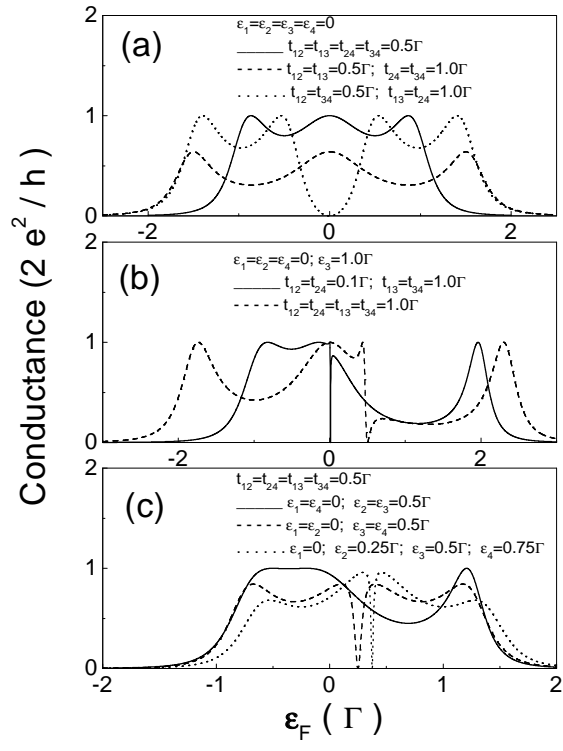 Conductance (2 e² / h)
(a)
ε₁=ε₂=ε₃=ε₄=0
t₁₂=t₁₃=t₂₄=t₃₄=0.5Γ
t₁₂=t₁₃=0.5Γ; t₂₄=t₃₄=1.0Γ
t₁₂=t₃₄=0.5Γ; t₁₃=t₂₄=1.0Γ
2
1
0
-2 0 2
(b)
ε₁=ε₂=ε₄=0; ε₃=1.0Γ
t₁₂=t₂₄=0.1Γ; t₁₃=t₃₄=1.0Γ
t₁₂=t₂₄=t₁₃=t₃₄=1.0Γ
2
1
0
-2 0 2
(c)
t₁₂=t₂₄=t₁₃=t₃₄=0.5Γ
ε₁=ε₄=0; ε₂=ε₃=0.5Γ
ε₁=ε₂=0; ε₃=ε₄=0.5Γ
ε₁=0; ε₂=0.25Γ; ε₃=0.5Γ; ε₄=0.75Γ
2
1
0
-2 -1 0 1 2
ε_F ( Γ )